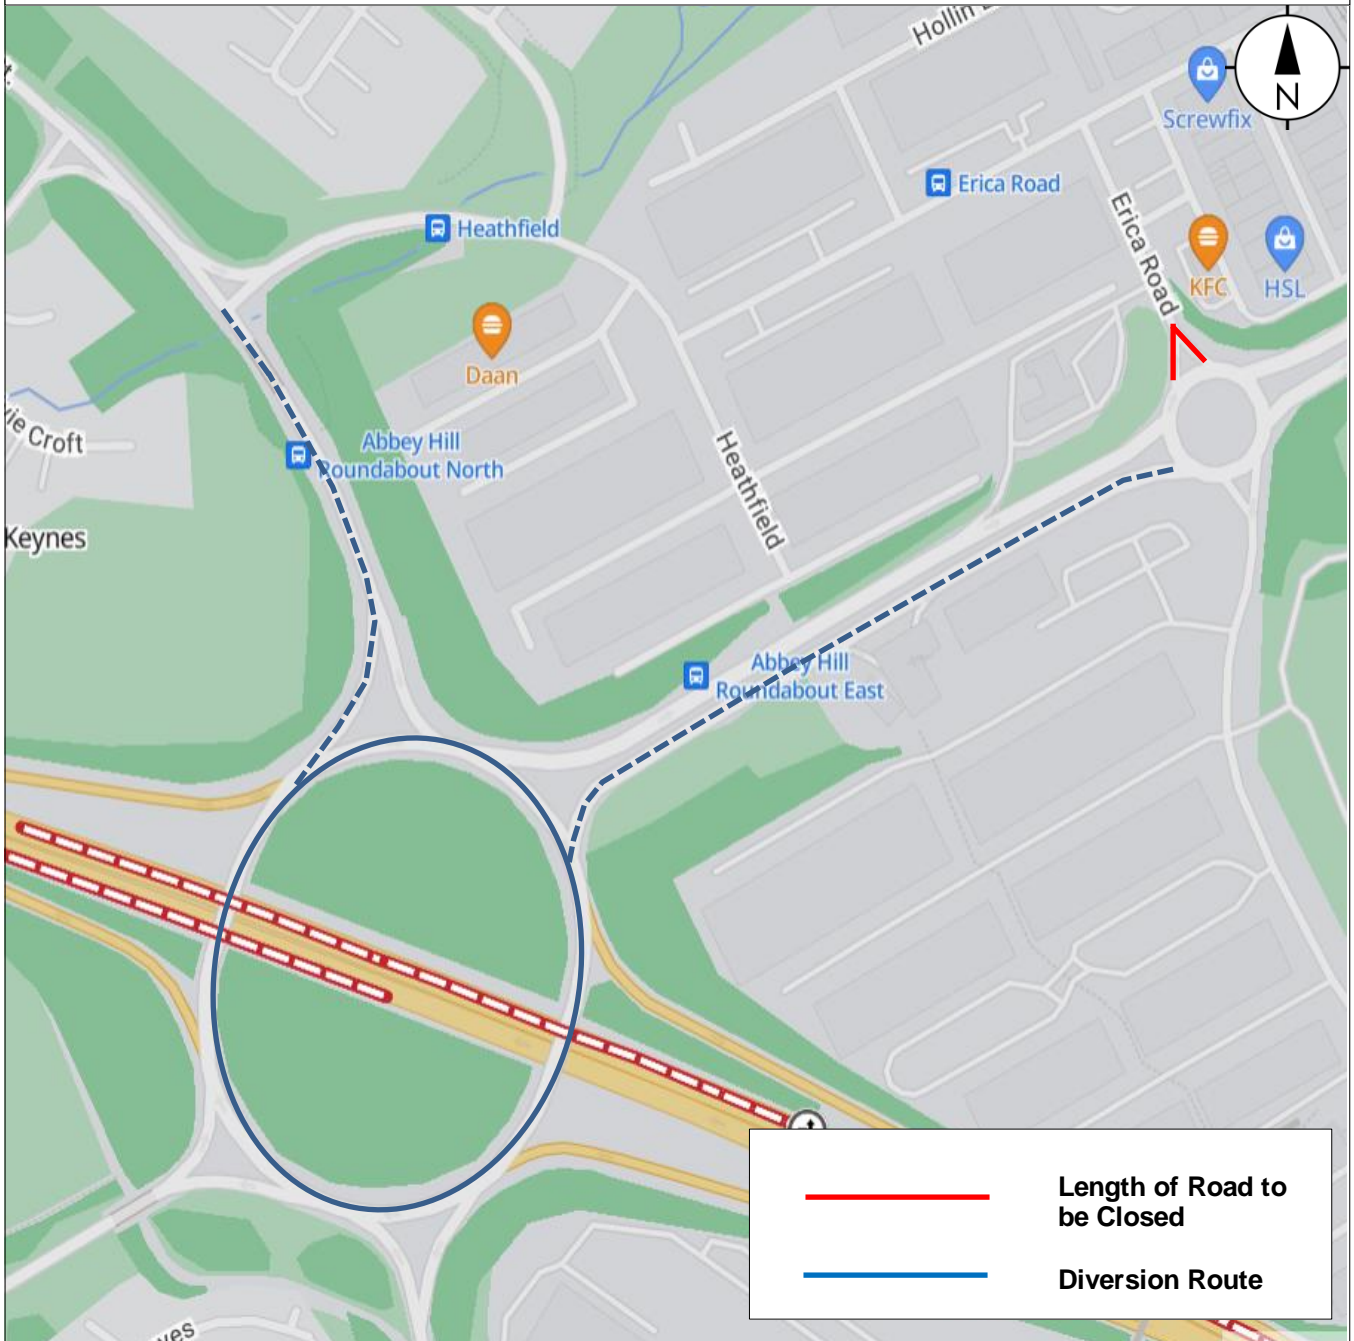 Hollin
N
Screwfix
Erica Road
Erica Road
KFC
HSL
Heathfield
Daan
Abbey Hill
Roundabout North
Heathfield
Croft
Keynes
Abbey Hill
Roundabout East
Length of Road to
be Closed
Diversion Route